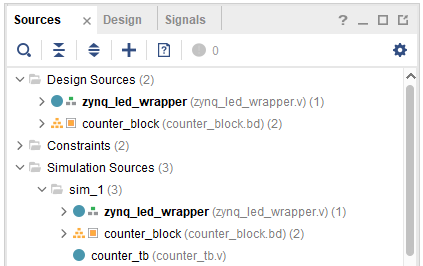 Sources × Design Signals ? _
0
Design Sources (2)
zynq_led_wrapper (zynq_led_wrapper.v) (1)
counter_block (counter_block.bd) (2)
Constraints (2)
Simulation Sources (3)
sim_1 (3)
zynq_led_wrapper (zynq_led_wrapper.v) (1)
counter_block (counter_block.bd) (2)
counter_tb (counter_tb.v)